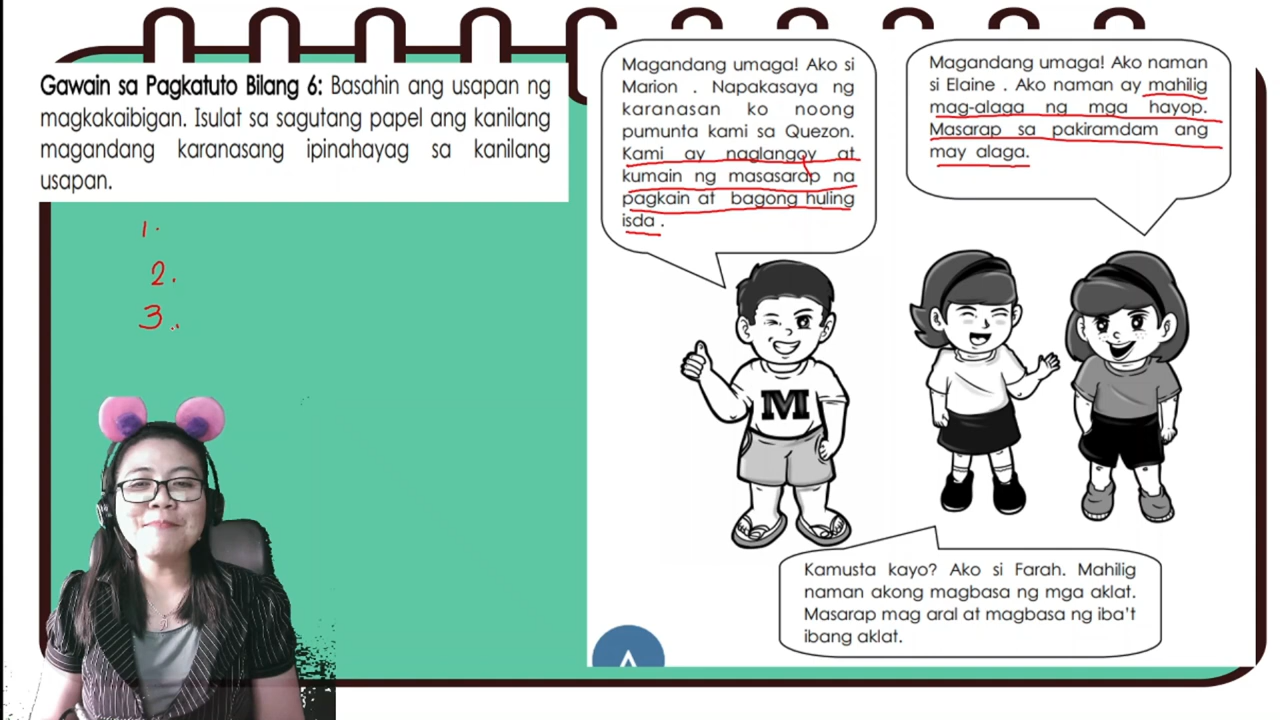 Gawain sa Pagkatuto Bilang 6: Basahin ang usapan ng
magkakaibigan. Isulat sa sagutang papel ang kanilang
magandang karanasang ipinahayag sa kanilang
usapan.
1.
2.
3.
Magandang umaga! Ako si
Marion . Napakasaya ng
karanasan ko noong
pumunta kami sa Quezon.
Kami ay naglangoy at
kumain ng masasarap na
pagkain at bagong huling
isda .
Magandang umaga! Ako naman
si Elaine . Ako naman ay mahilig
mag-alaga ng mga hayop.
Masarap sa pakiramdam ang
may alaga.
M
Kamusta kayo? Ako si Farah. Mahilig
naman akong magbasa ng mga aklat.
Masarap mag aral at magbasa ng iba't
ibang aklat.
A